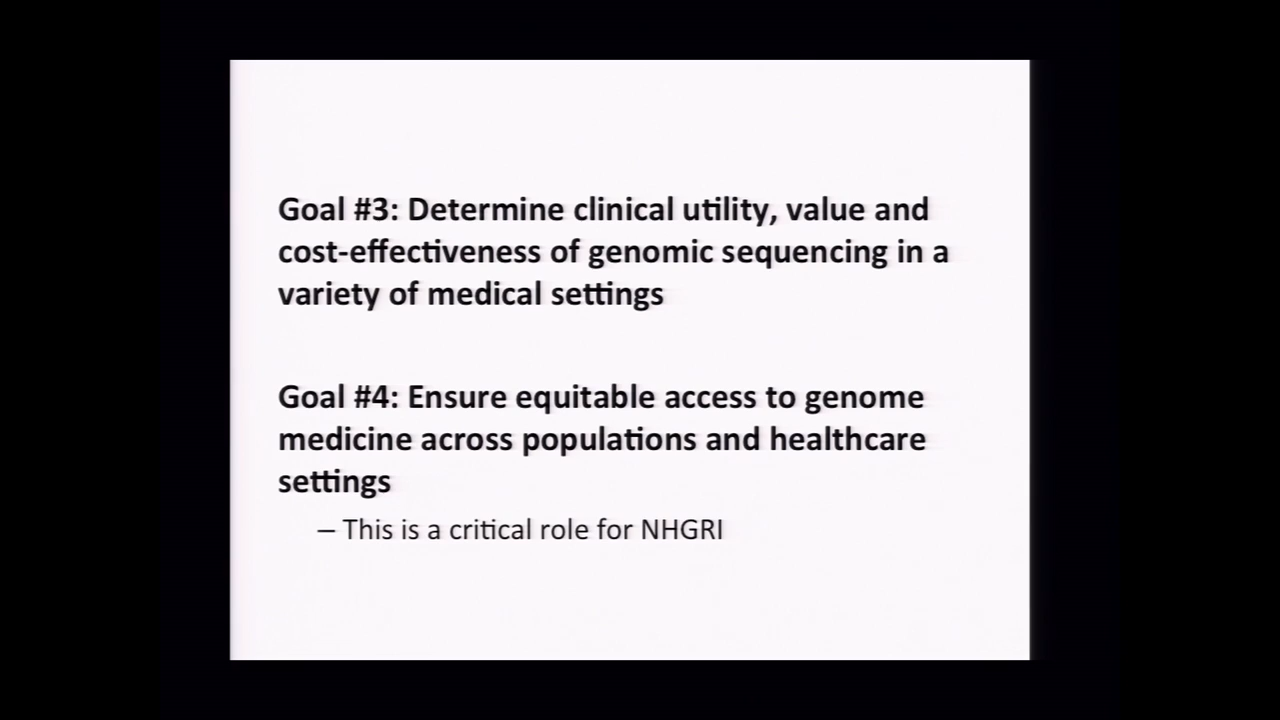 Goal #3: Determine clinical utility, value and
cost-effectiveness of genomic sequencing in a
variety of medical settings
Goal #4: Ensure equitable access to genome
medicine across populations and healthcare
settings
– This is a critical role for NHGRI